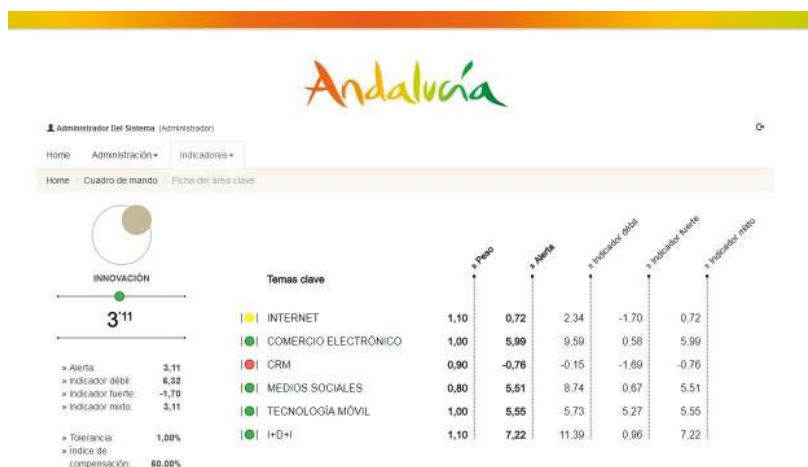 Andalucía
Administrador Del Sistema (Administrador)
Home Administración Indicadores
Home / Cuadro de mando / Ficha del área clave
INNOVACIÓN
3'11
» Alerta: 3,11
» Indicador débil: 6,32
» Indicador fuerte: -1,70
» Indicador mixto: 3,11
» Tolerancia: 1,00%
» Índice de
compensación: 60,00%
Temas clave » Peso » Alerta » Indicador débil » Indicador fuerte » Indicador mixto
INTERNET 1,10 0,72 2,34 -1,70 0,72
COMERCIO ELECTRÓNICO 1,00 5,99 9,59 0,58 5,99
CRM 0,90 -0,76 -0,15 -1,69 -0,76
MEDIOS SOCIALES 0,80 5,51 8,74 0,67 5,51
TECNOLOGÍA MÓVIL 1,00 5,55 5,73 5,27 5,55
I+D+I 1,10 7,22 11,39 0,96 7,22